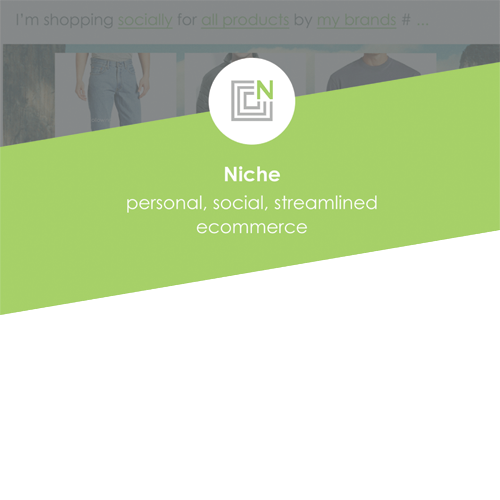 I'm shopping socially for all products by my brands # ...
N
Niche
personal, social, streamlined
ecommerce